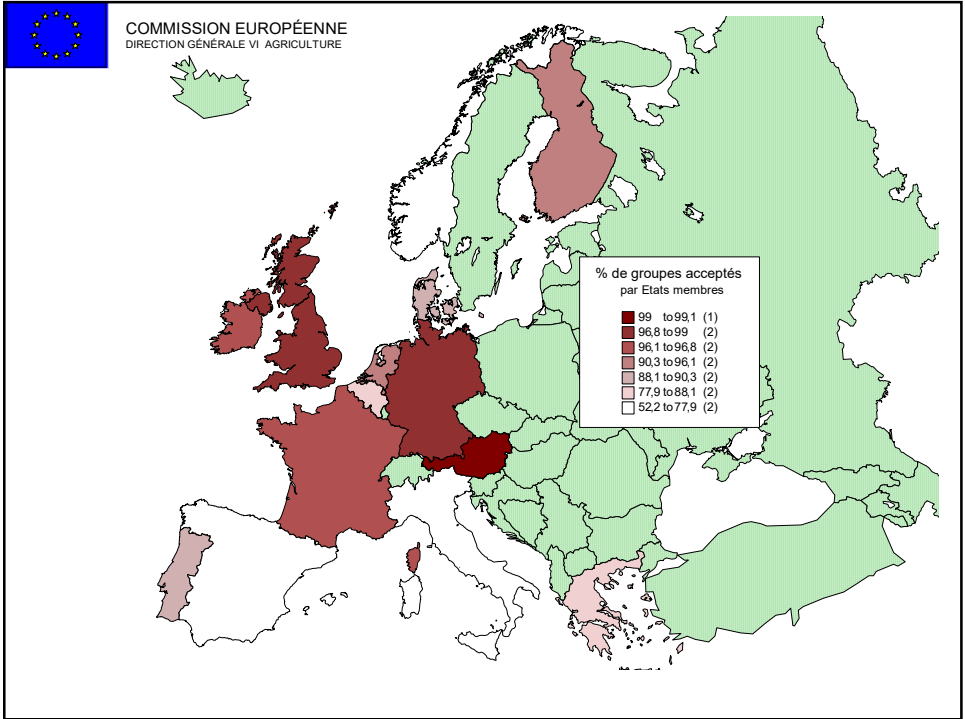 COMMISSION EUROPÉENNE
DIRECTION GÉNÉRALE VI AGRICULTURE
% de groupes acceptés
par Etats membres
99 to 99,1 (1)
96,8 to 99 (2)
96,1 to 96,8 (2)
90,3 to 96,1 (2)
88,1 to 90,3 (2)
77,9 to 88,1 (2)
52,2 to 77,9 (2)